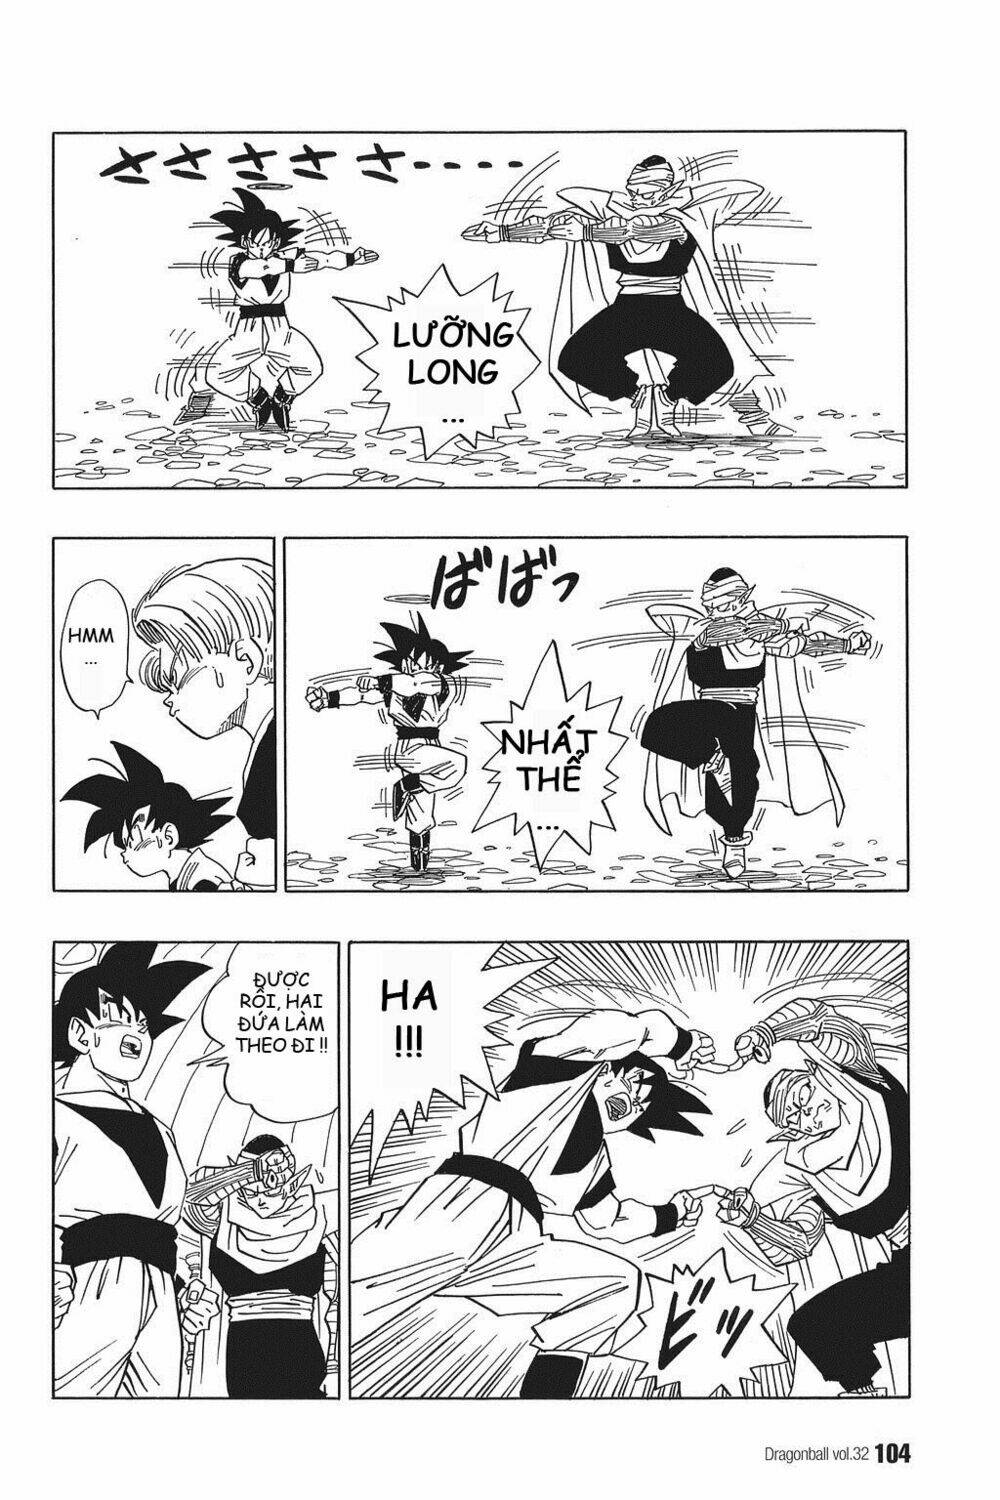 ささささささ‥‥
LƯỠNG
LONG
...
HMM
...
ばばっ
NHẤT
THỂ
...
ĐƯỢC
RỒI, HAI
ĐỨA LÀM
THEO ĐI !!
HA
!!!
ビッ
Dragonball vol.32 104